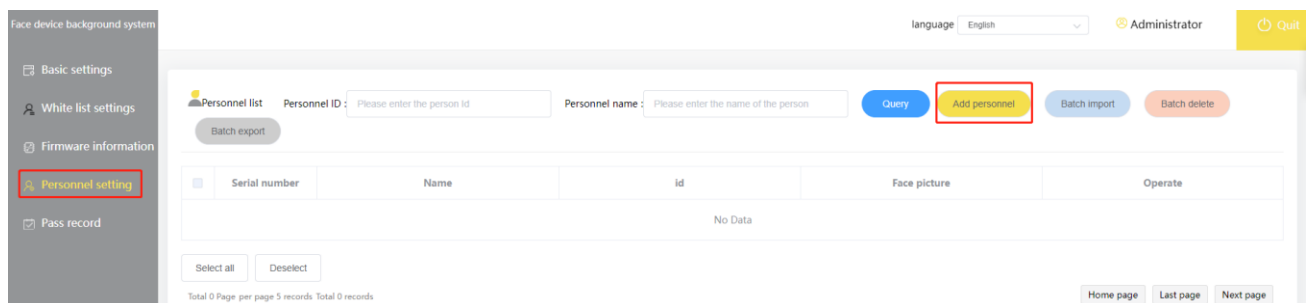 Face device background system
language English Administrator Quit
Basic settings
White list settings
Firmware information
Personnel setting
Pass record
Personnel list Personnel ID : Please enter the person Id Personnel name : Please enter the name of the person Query Add personnel Batch import Batch delete
Batch export
Serial number Name id Face picture Operate
No Data
Select all Deselect
Total 0 Page per page 5 records Total 0 records
Home page Last page Next page